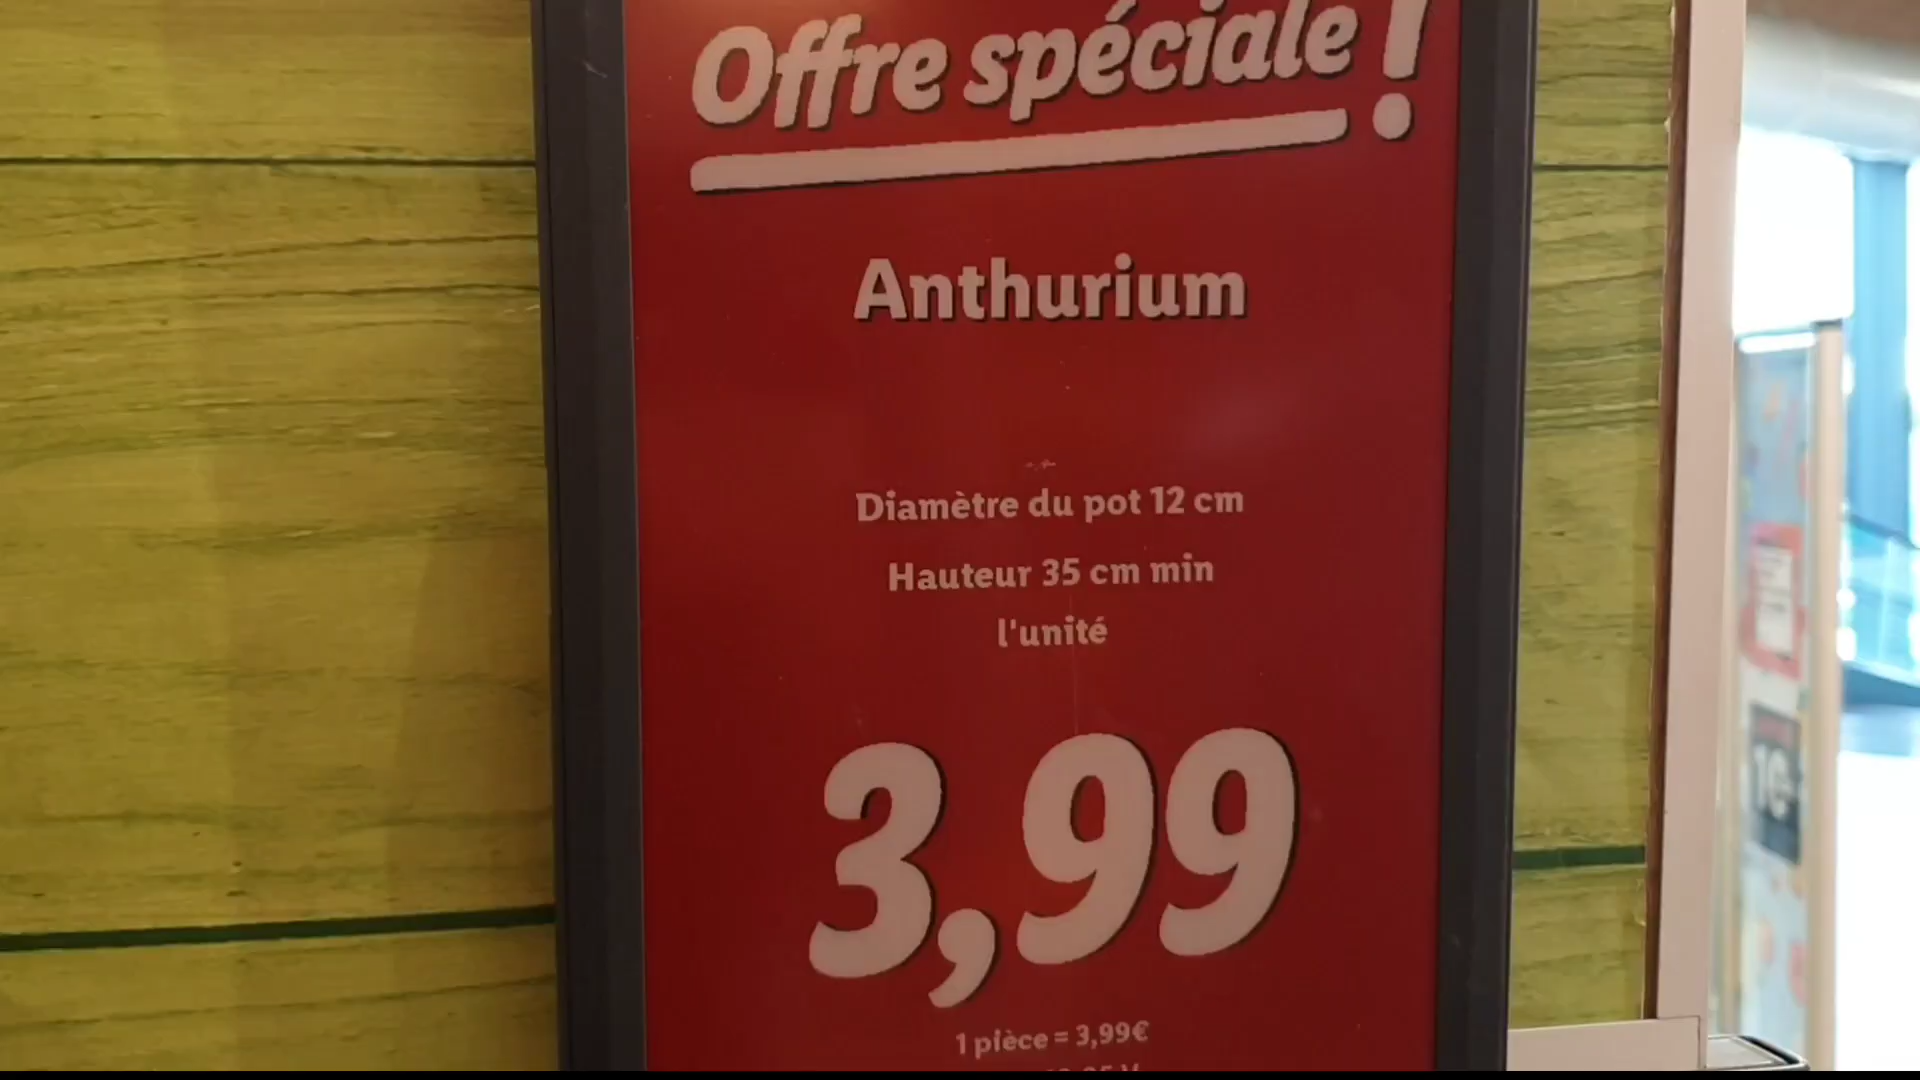 Offre spéciale !
Anthurium
Diamètre du pot 12 cm
Hauteur 35 cm min
l'unité
3,99
1 pièce = 3,99€